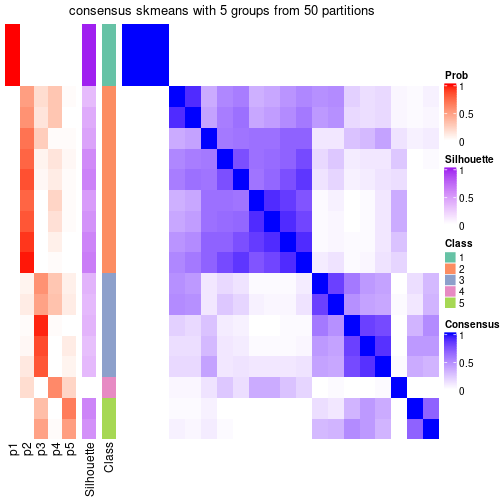 consensus skmeans with 5 groups from 50 partitions
Prob
1
0.5
0
Silhouette
1
0.5
0
Class
1
2
3
4
5
Consensus
1
0.5
0
p1
p2
p3
p4
p5
Silhouette
Class